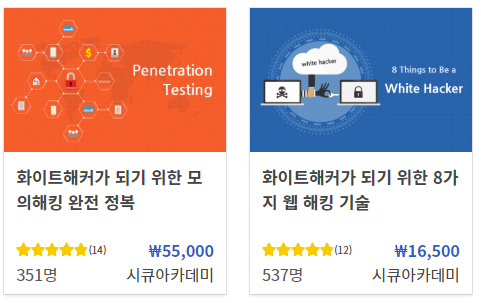 Penetration
Testing
화이트해커가 되기 위한 모
의해킹 완전 정복
(14)
₩55,000
351명
시큐아카데미
white hacker
8 Things to Be a
White Hacker
화이트해커가 되기 위한 8가
지 웹 해킹 기술
(12)
₩16,500
537명
시큐아카데미